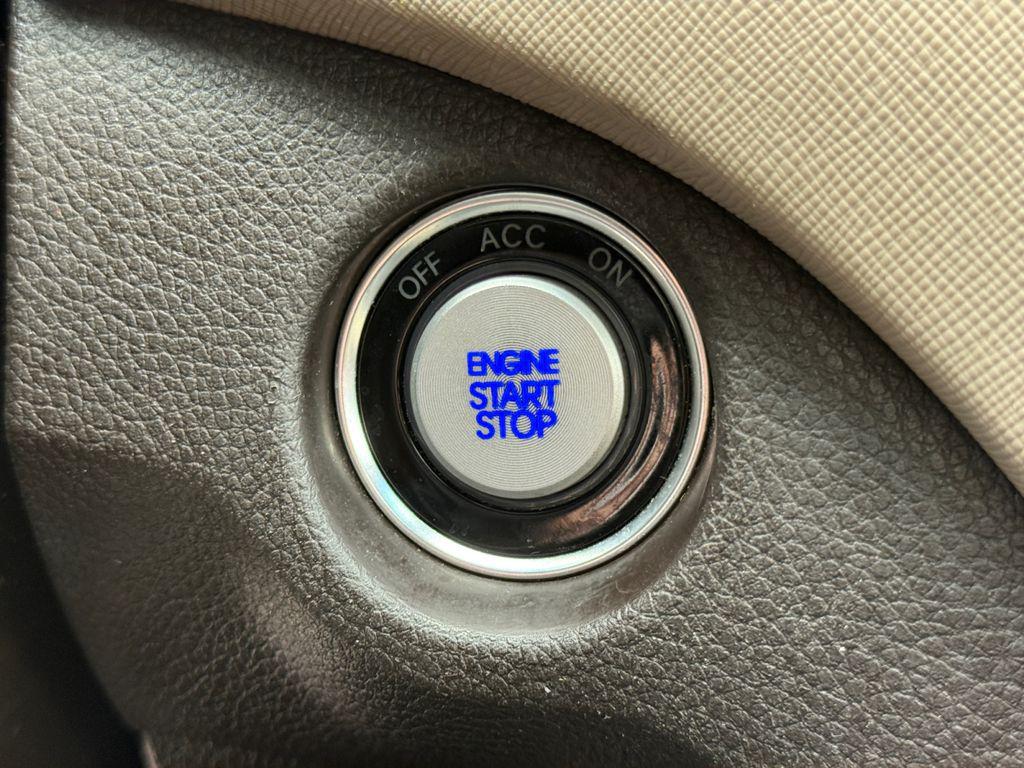 OFF ACC ON
ENGINE
START
STOP